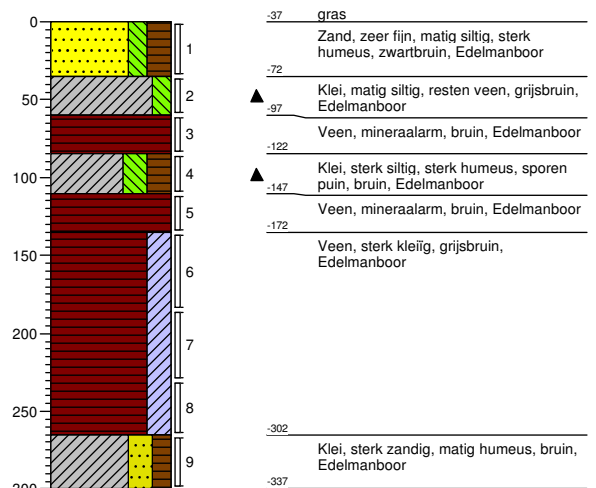 0
50
100
150
200
250
300
1
2
3
4
5
6
7
8
9
-37 gras
Zand, zeer fijn, matig siltig, sterk
humeus, zwartbruin, Edelmanboor
-72
Klei, matig siltig, resten veen, grijsbruin,
Edelmanboor
-97
Veen, mineraalarm, bruin, Edelmanboor
-122
Klei, sterk siltig, sterk humeus, sporen
puin, bruin, Edelmanboor
-147
Veen, mineraalarm, bruin, Edelmanboor
-172
Veen, sterk kleiïg, grijsbruin,
Edelmanboor
-302
Klei, sterk zandig, matig humeus, bruin,
Edelmanboor
-337